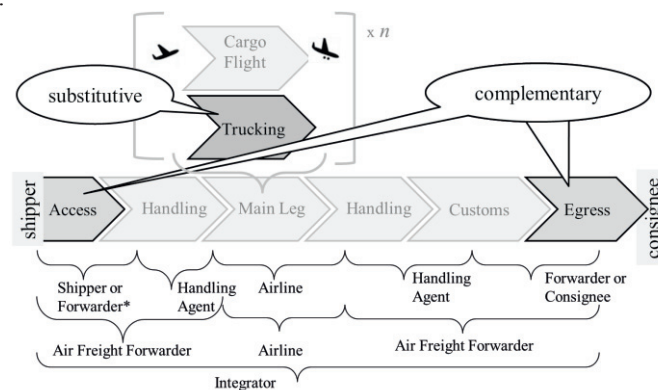 Cargo
Flight
x n
substitutive
complementary
Trucking
shipper
Access
Handling
Main Leg
Handling
Customs
Egress
consignee
Shipper or
Forwarder*
Handling
Agent
Airline
Handling
Agent
Forwarder or
Consignee
Air Freight Forwarder
Airline
Air Freight Forwarder
Integrator